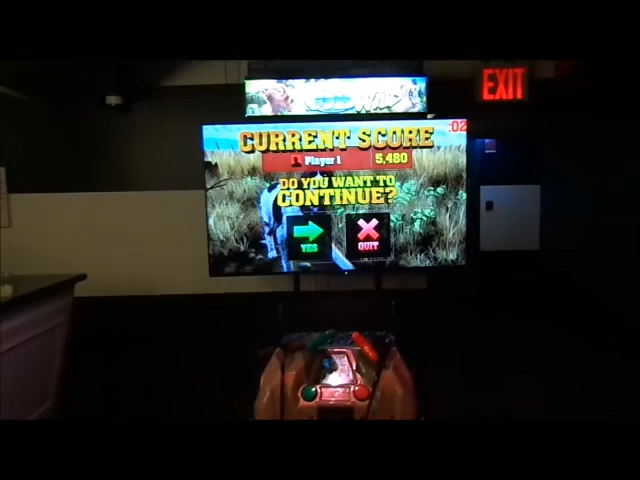 EXIT
:02
CURRENT SCORE
Player 1 5,480
DO YOU WANT TO
CONTINUE?
YES QUIT